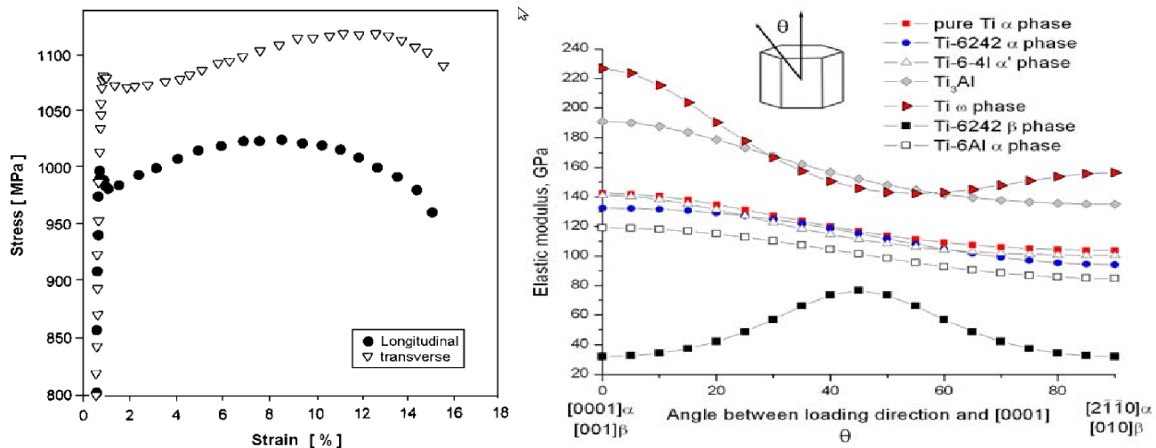 1100
1050
1000
950
900
850
800
Stress [ MPa]
0
2
4
6
8
10
12
14
16
18
Strain [ % ]
Longitudinal
transverse
θ
pure Ti α phase
Ti-6242 α phase
Ti-6-4I α' phase
Ti₃Al
Ti ω phase
Ti-6242 β phase
Ti-6Al α phase
240
220
200
180
160
140
120
100
80
60
40
20
Elastic modulus, GPa
0
20
40
60
80
[0001]α
[001]β
Angle between loading direction and [0001]
θ
[2-1-10]α
[010]β